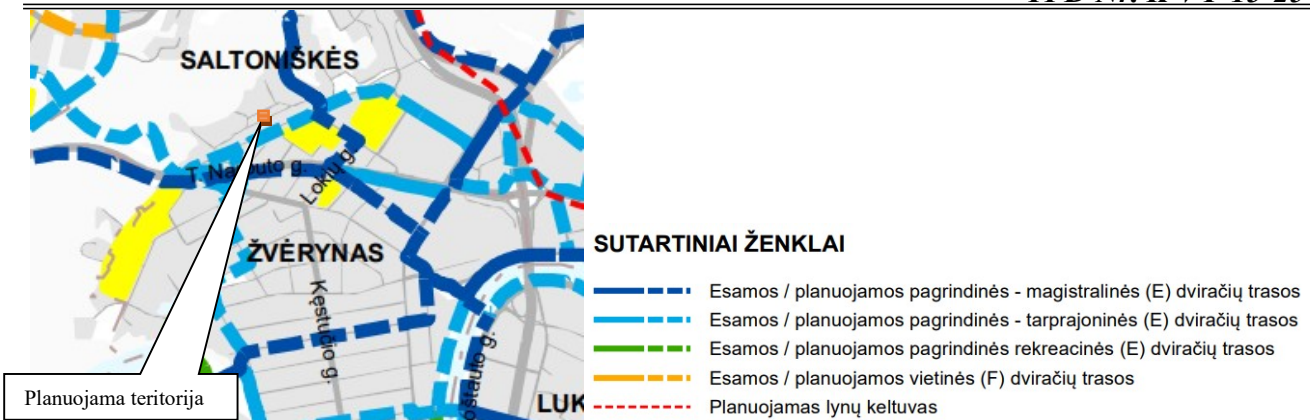 SALTONIŠKĖS
T. Narbuto g.
Lokių g.
ŽVĖRYNAS
Kęstučio g.
LUK
Planuojama teritorija
SUTARTINIAI ŽENKLAI
Esamos / planuojamos pagrindinės - magistralinės (E) dviračių trasos
Esamos / planuojamos pagrindinės - tarprajoninės (E) dviračių trasos
Esamos / planuojamos pagrindinės rekreacinės (E) dviračių trasos
Esamos / planuojamos vietinės (F) dviračių trasos
Planuojamas lynų keltuvas